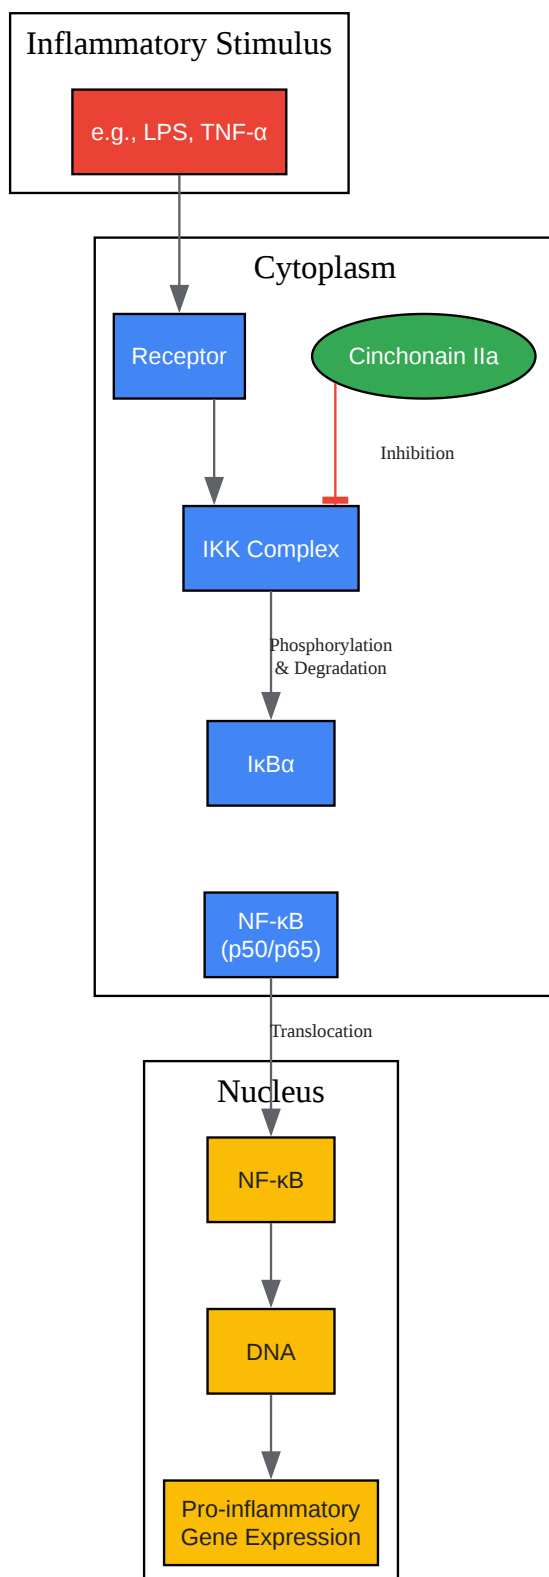 Inflammatory Stimulus
e.g., LPS, TNF-α
Cytoplasm
Receptor
Cinchonain IIa
Inhibition
IKK Complex
Phosphorylation
& Degradation
IκBα
NF-κB
(p50/p65)
Translocation
Nucleus
NF-κB
DNA
Pro-inflammatory
Gene Expression